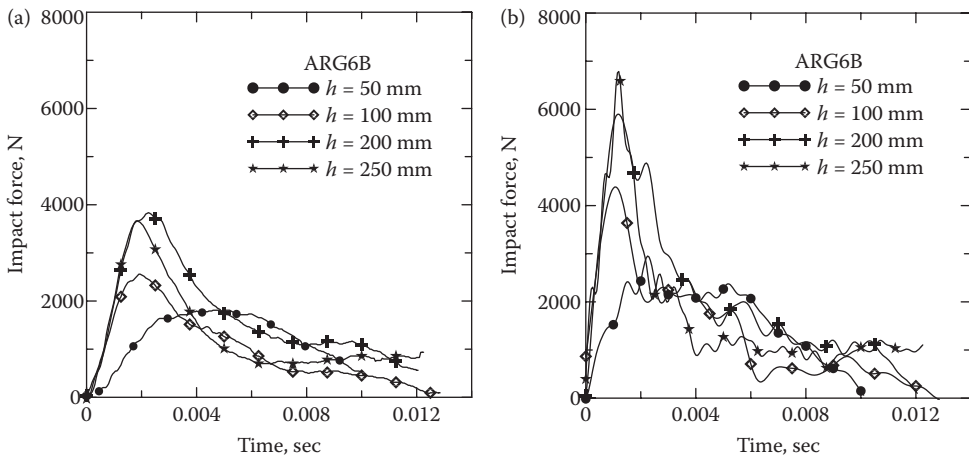 (a)
8000
6000
4000
2000
0
Impact force, N
ARG6B
h = 50 mm
h = 100 mm
h = 200 mm
h = 250 mm
0 0.004 0.008 0.012
Time, sec
(b)
8000
6000
4000
2000
0
Impact force, N
ARG6B
h = 50 mm
h = 100 mm
h = 200 mm
h = 250 mm
0 0.004 0.008 0.012
Time, sec